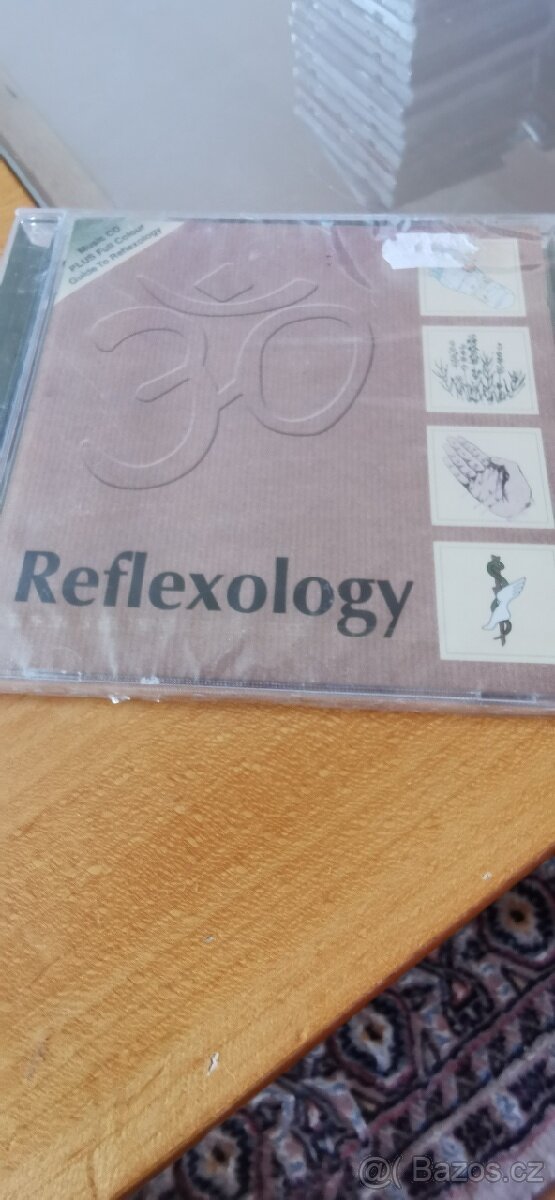 Music CD
PLUS Full Colour
Guide To Reflexology
Reflexology
Bazos.cz